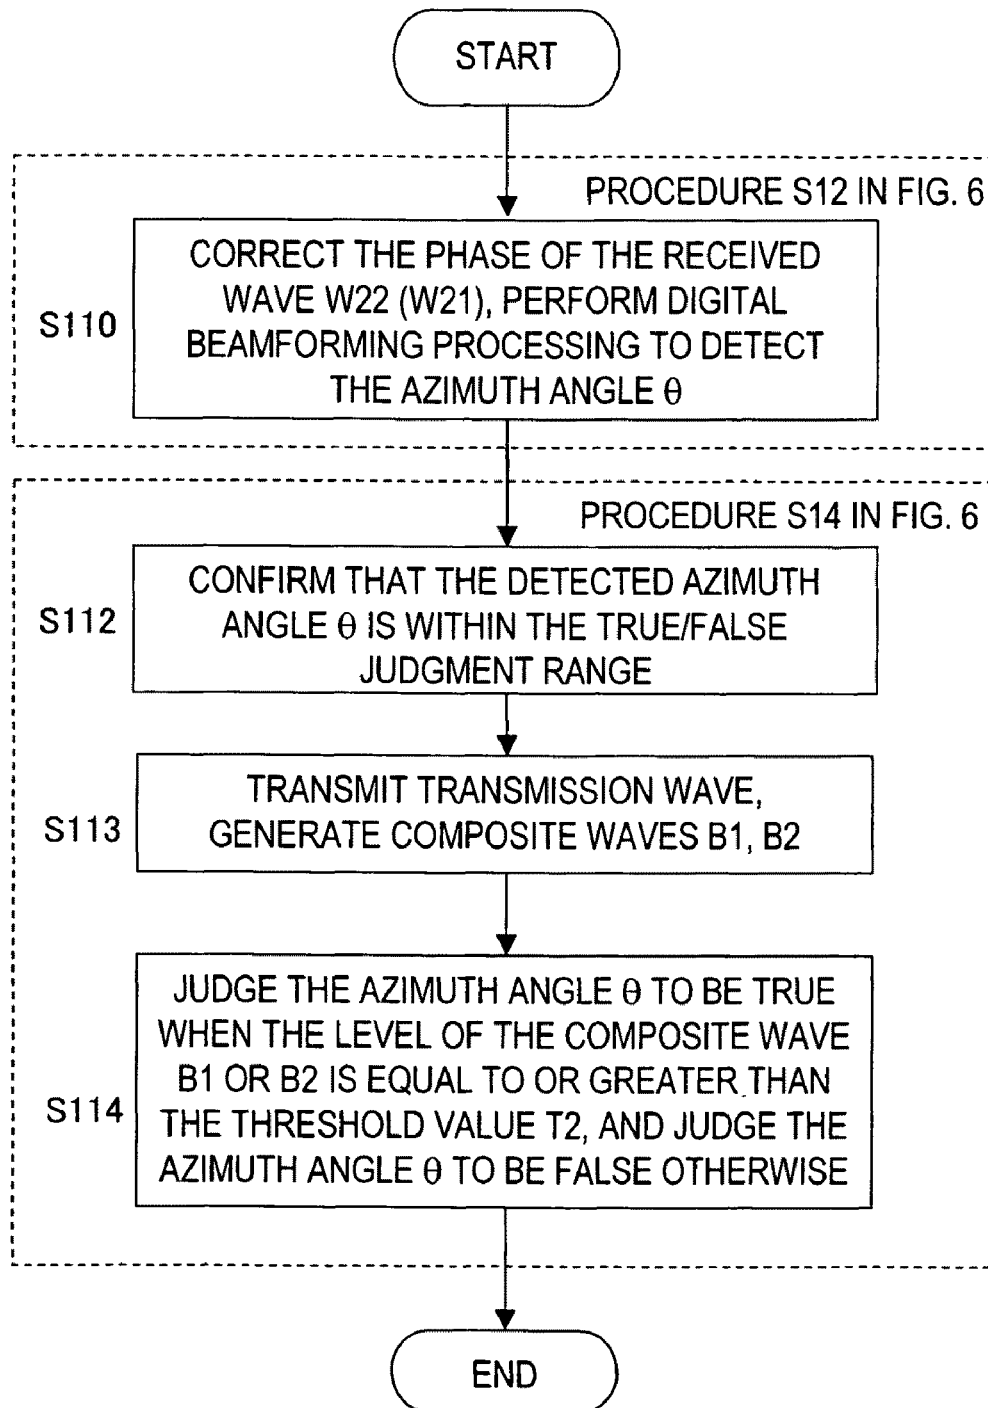 START
PROCEDURE S12 IN FIG. 6
S110
CORRECT THE PHASE OF THE RECEIVED
WAVE W22 (W21), PERFORM DIGITAL
BEAMFORMING PROCESSING TO DETECT
THE AZIMUTH ANGLE θ
PROCEDURE S14 IN FIG. 6
S112
CONFIRM THAT THE DETECTED AZIMUTH
ANGLE θ IS WITHIN THE TRUE/FALSE
JUDGMENT RANGE
S113
TRANSMIT TRANSMISSION WAVE,
GENERATE COMPOSITE WAVES B1, B2
S114
JUDGE THE AZIMUTH ANGLE θ TO BE TRUE
WHEN THE LEVEL OF THE COMPOSITE WAVE
B1 OR B2 IS EQUAL TO OR GREATER THAN
THE THRESHOLD VALUE T2, AND JUDGE THE
AZIMUTH ANGLE θ TO BE FALSE OTHERWISE
END